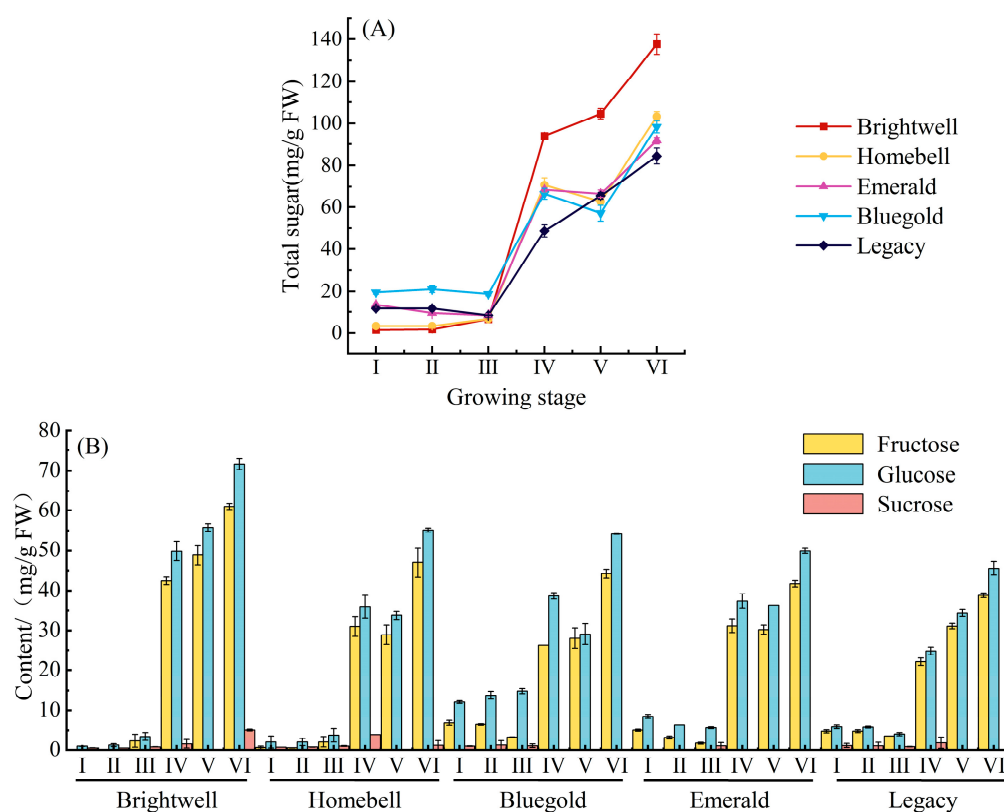 (A)
Total sugar(mg/g FW)
140
120
100
80
60
40
20
0
I II III IV V VI
Growing stage
Brightwell
Homebell
Emerald
Bluegold
Legacy
(B)
Content/（mg/g FW）
80
70
60
50
40
30
20
10
0
Fructose
Glucose
Sucrose
I II III IV V VI I II III IV V VI I II III IV V VI I II III IV V VI I II III IV V VI
Brightwell Homebell Bluegold Emerald Legacy